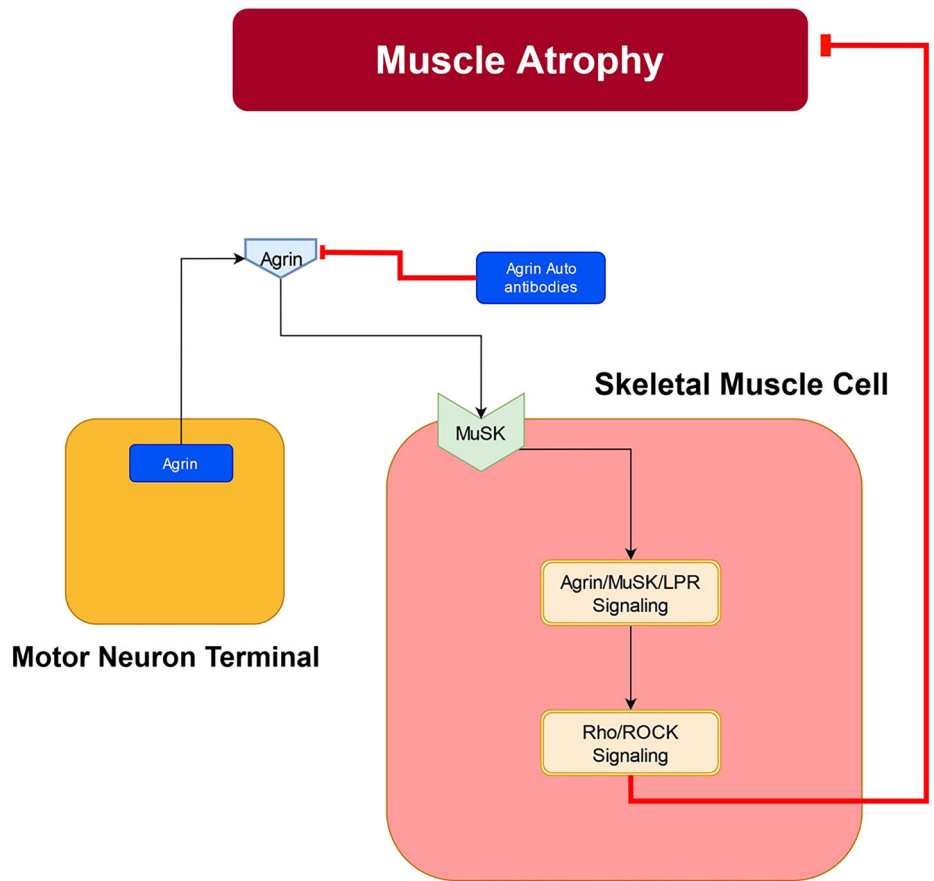 Muscle Atrophy
Agrin
Agrin Auto
antibodies
Skeletal Muscle Cell
MuSK
Agrin
Agrin/MuSK/LPR
Signaling
Motor Neuron Terminal
Rho/ROCK
Signaling